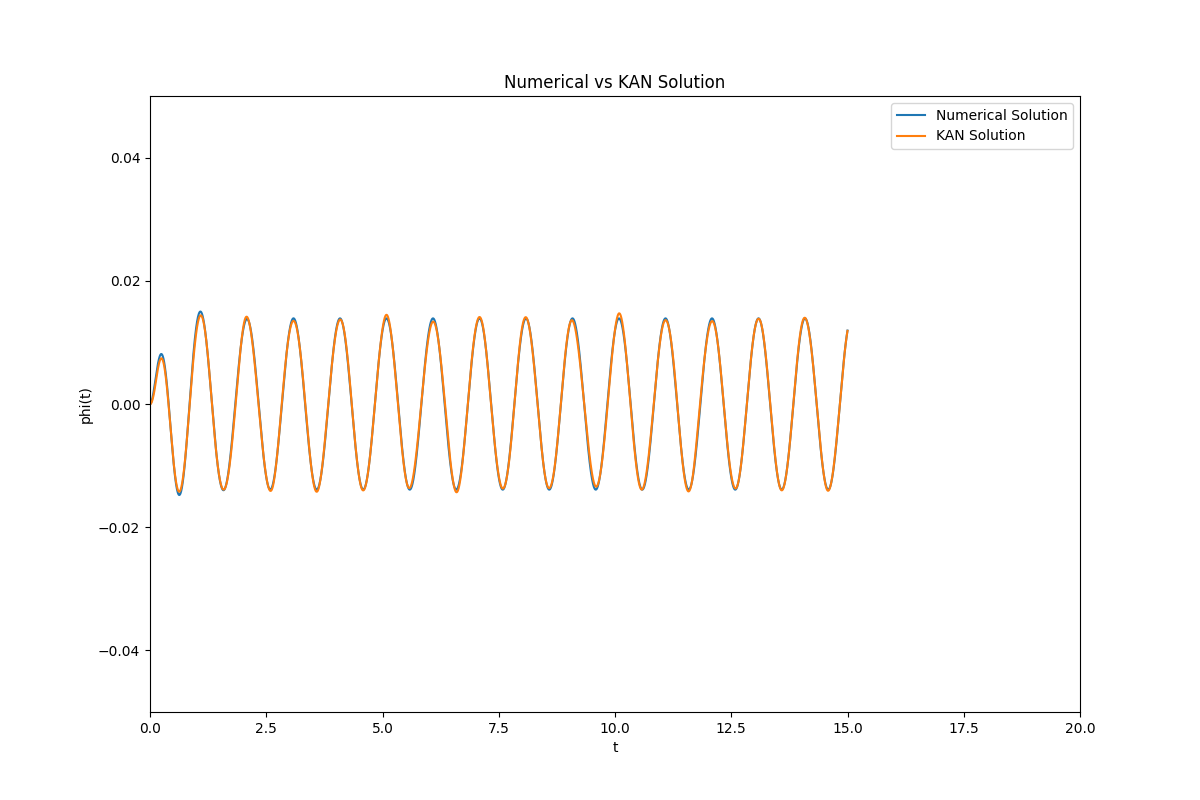 Numerical vs KAN Solution
Numerical Solution
KAN Solution
0.04
0.02
0.00
−0.02
−0.04
phi(t)
0.0 2.5 5.0 7.5 10.0 12.5 15.0 17.5 20.0
t